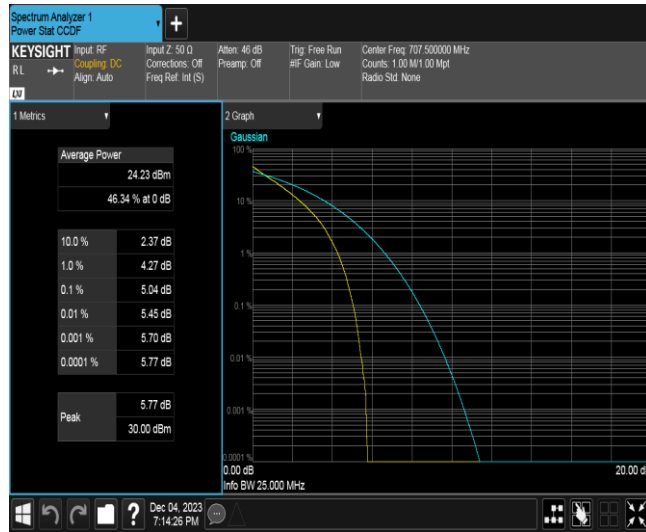 Spectrum Analyzer 1
Power Stat CCDF
+
KEYSIGHT
RL
LXI
Input: RF
Coupling: DC
Align: Auto
Input Z: 50 Ω
Corrections: Off
Freq Ref: Int (S)
Atten: 46 dB
Preamp: Off
Trig: Free Run
#IF Gain: Low
Center Freq: 707.500000 MHz
Counts: 1.00 M/1.00 Mpt
Radio Std: None
1 Metrics
Average Power
24.23 dBm
46.34 % at 0 dB
10.0 % 2.37 dB
1.0 % 4.27 dB
0.1 % 5.04 dB
0.01 % 5.45 dB
0.001 % 5.70 dB
0.0001 % 5.77 dB
Peak
5.77 dB
30.00 dBm
2 Graph
Gaussian
100 %
10 %
1 %
0.1 %
0.01 %
0.001 %
0.0001 %
0.00 dB
20.00 d
Info BW 25.000 MHz
?
Dec 04, 2023
7:14:26 PM